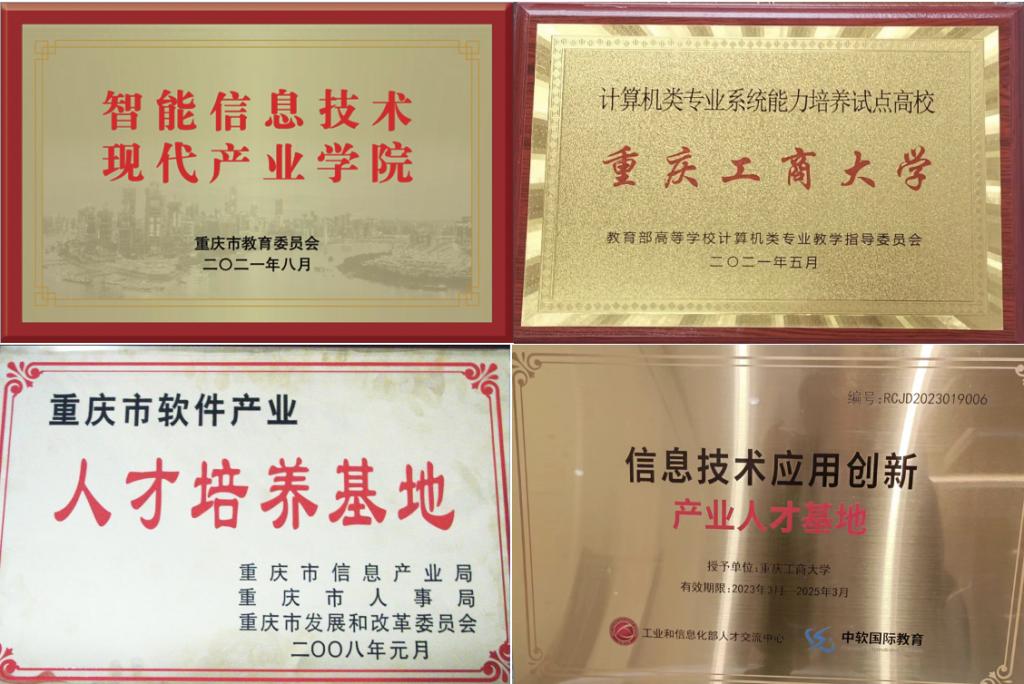 智能信息技术
现代产业学院
重庆市教育委员会
二〇二一年八月
计算机类专业系统能力培养试点高校
重庆工商大学
教育部高等学校计算机类专业教学指导委员会
二〇二一年五月
重庆市软件产业
人才培养基地
重庆市信息产业局
重庆市人事局
重庆市发展和改革委员会
二〇〇八年元月
编号:RCJD2023019006
信息技术应用创新
产业人才基地
授予单位:重庆工商大学
有效期限:2023年3月—2025年3月
工业和信息化部人才交流中心 中软国际教育